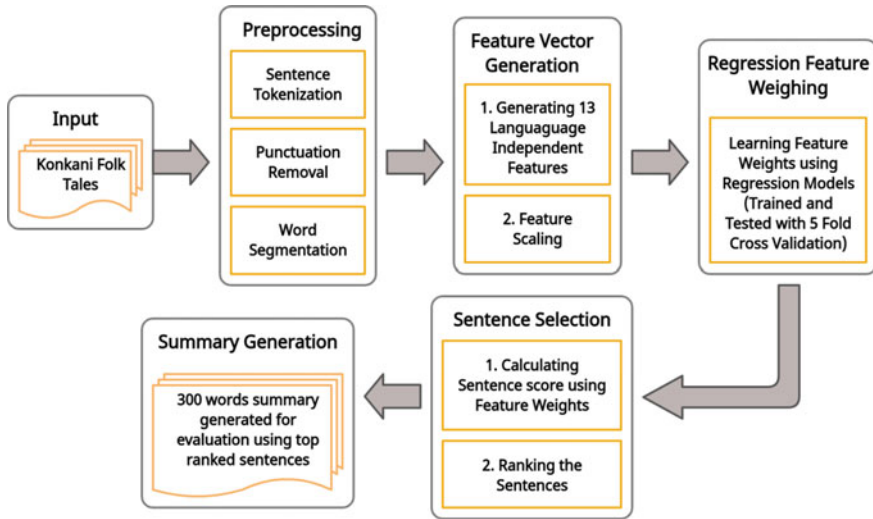 Input
Konkani Folk
Tales
Preprocessing
Sentence
Tokenization
Punctuation
Removal
Word
Segmentation
Feature Vector
Generation
1. Generating 13
Languaguage
Independent
Features
2. Feature
Scaling
Regression Feature
Weighing
Learning Feature
Weights using
Regression Models
(Trained and
Tested with 5 Fold
Cross Validation)
Sentence Selection
1. Calculating
Sentence score using
Feature Weights
2. Ranking the
Sentences
Summary Generation
300 words summary
generated for
evaluation using top
ranked sentences